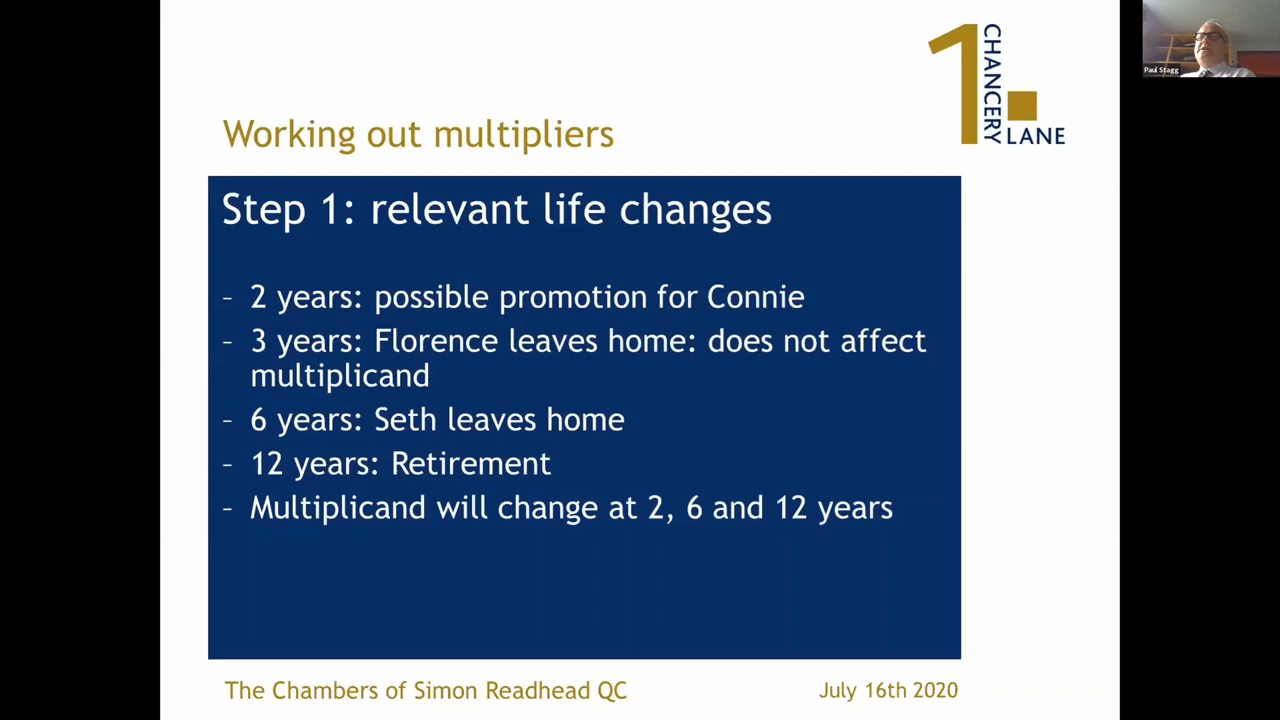 1 CHANCERY LANE
Paul Stagg
Working out multipliers
Step 1: relevant life changes
- 2 years: possible promotion for Connie
- 3 years: Florence leaves home: does not affect
multiplicand
- 6 years: Seth leaves home
- 12 years: Retirement
- Multiplicand will change at 2, 6 and 12 years
The Chambers of Simon Readhead QC
July 16th 2020